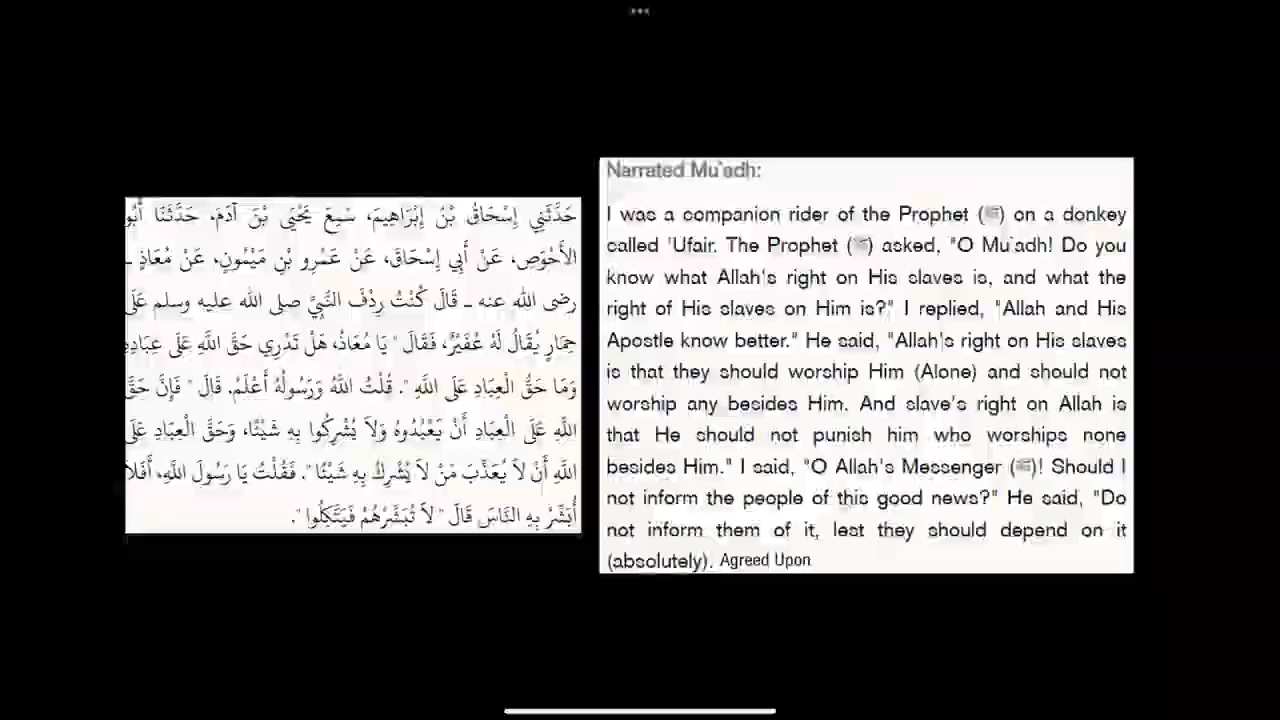 حَدَّثَنِي إِسْحَاقُ بْنُ إِبْرَاهِيمَ، سَمِعَ يَحْيَى بْنَ آدَمَ، حَدَّثَنَا أَبُو
الأَحْوَصِ، عَنْ أَبِي إِسْحَاقَ، عَنْ عَمْرِو بْنِ مَيْمُونٍ، عَنْ مُعَاذٍ ـ
رضى الله عنه ـ قَالَ كُنْتُ رِدْفَ النَّبِيِّ صلى الله عليه وسلم عَلَى
حِمَارٍ يُقَالُ لَهُ عُفَيْرٌ، فَقَالَ " يَا مُعَاذُ، هَلْ تَدْرِي حَقَّ اللَّهِ عَلَى عِبَادِهِ
وَمَا حَقُّ الْعِبَادِ عَلَى اللَّهِ ". قُلْتُ اللَّهُ وَرَسُولُهُ أَعْلَمُ. قَالَ " فَإِنَّ حَقَّ
اللَّهِ عَلَى الْعِبَادِ أَنْ يَعْبُدُوهُ وَلاَ يُشْرِكُوا بِهِ شَيْئًا، وَحَقَّ الْعِبَادِ عَلَى
اللَّهِ أَنْ لاَ يُعَذِّبَ مَنْ لاَ يُشْرِكُ بِهِ شَيْئًا ". فَقُلْتُ يَا رَسُولَ اللَّهِ، أَفَلاَ
أُبَشِّرُ بِهِ النَّاسَ قَالَ " لاَ تُبَشِّرْهُمْ فَيَتَّكِلُوا ".
Narrated Mu`adh:
I was a companion rider of the Prophet (ﷺ) on a donkey
called 'Ufair. The Prophet (ﷺ) asked, "O Mu`adh! Do you
know what Allah's right on His slaves is, and what the
right of His slaves on Him is?" I replied, "Allah and His
Apostle know better." He said, "Allah's right on His slaves
is that they should worship Him (Alone) and should not
worship any besides Him. And slave's right on Allah is
that He should not punish him who worships none
besides Him." I said, "O Allah's Messenger (ﷺ)! Should I
not inform the people of this good news?" He said, "Do
not inform them of it, lest they should depend on it
(absolutely). Agreed Upon